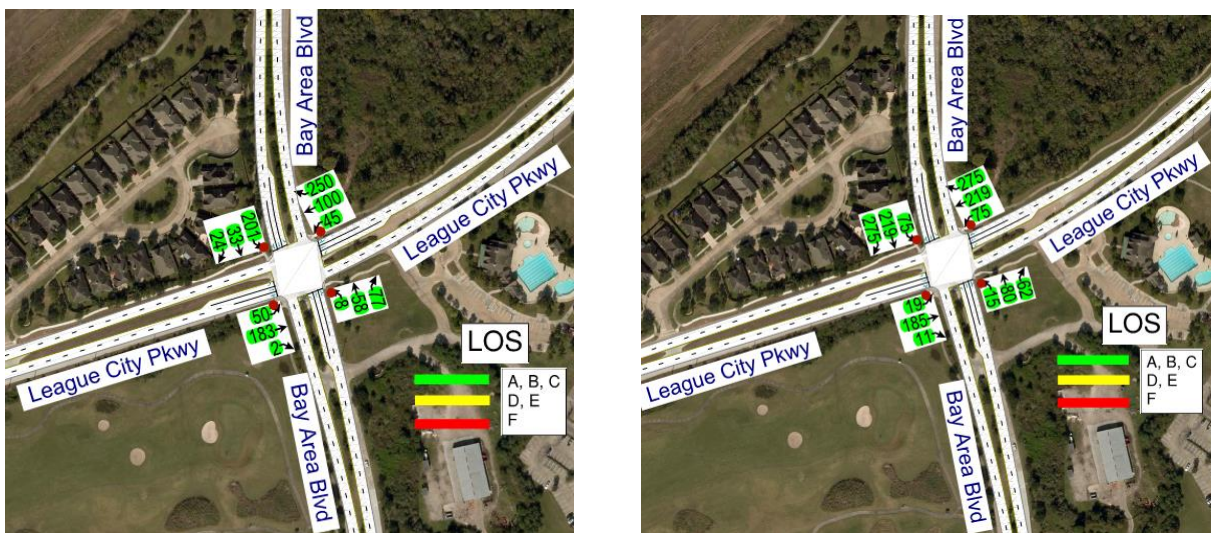 Bay Area Blvd
250
100
45
201
33
24
League City Pkwy
77
58
8
50
183
2
League City Pkwy
Bay Area Blvd
LOS
A, B, C
D, E
F
Bay Area Blvd
275
219
75
75
219
275
League City Pkwy
62
80
15
19
185
11
League City Pkwy
Bay Area Blvd
LOS
A, B, C
D, E
F